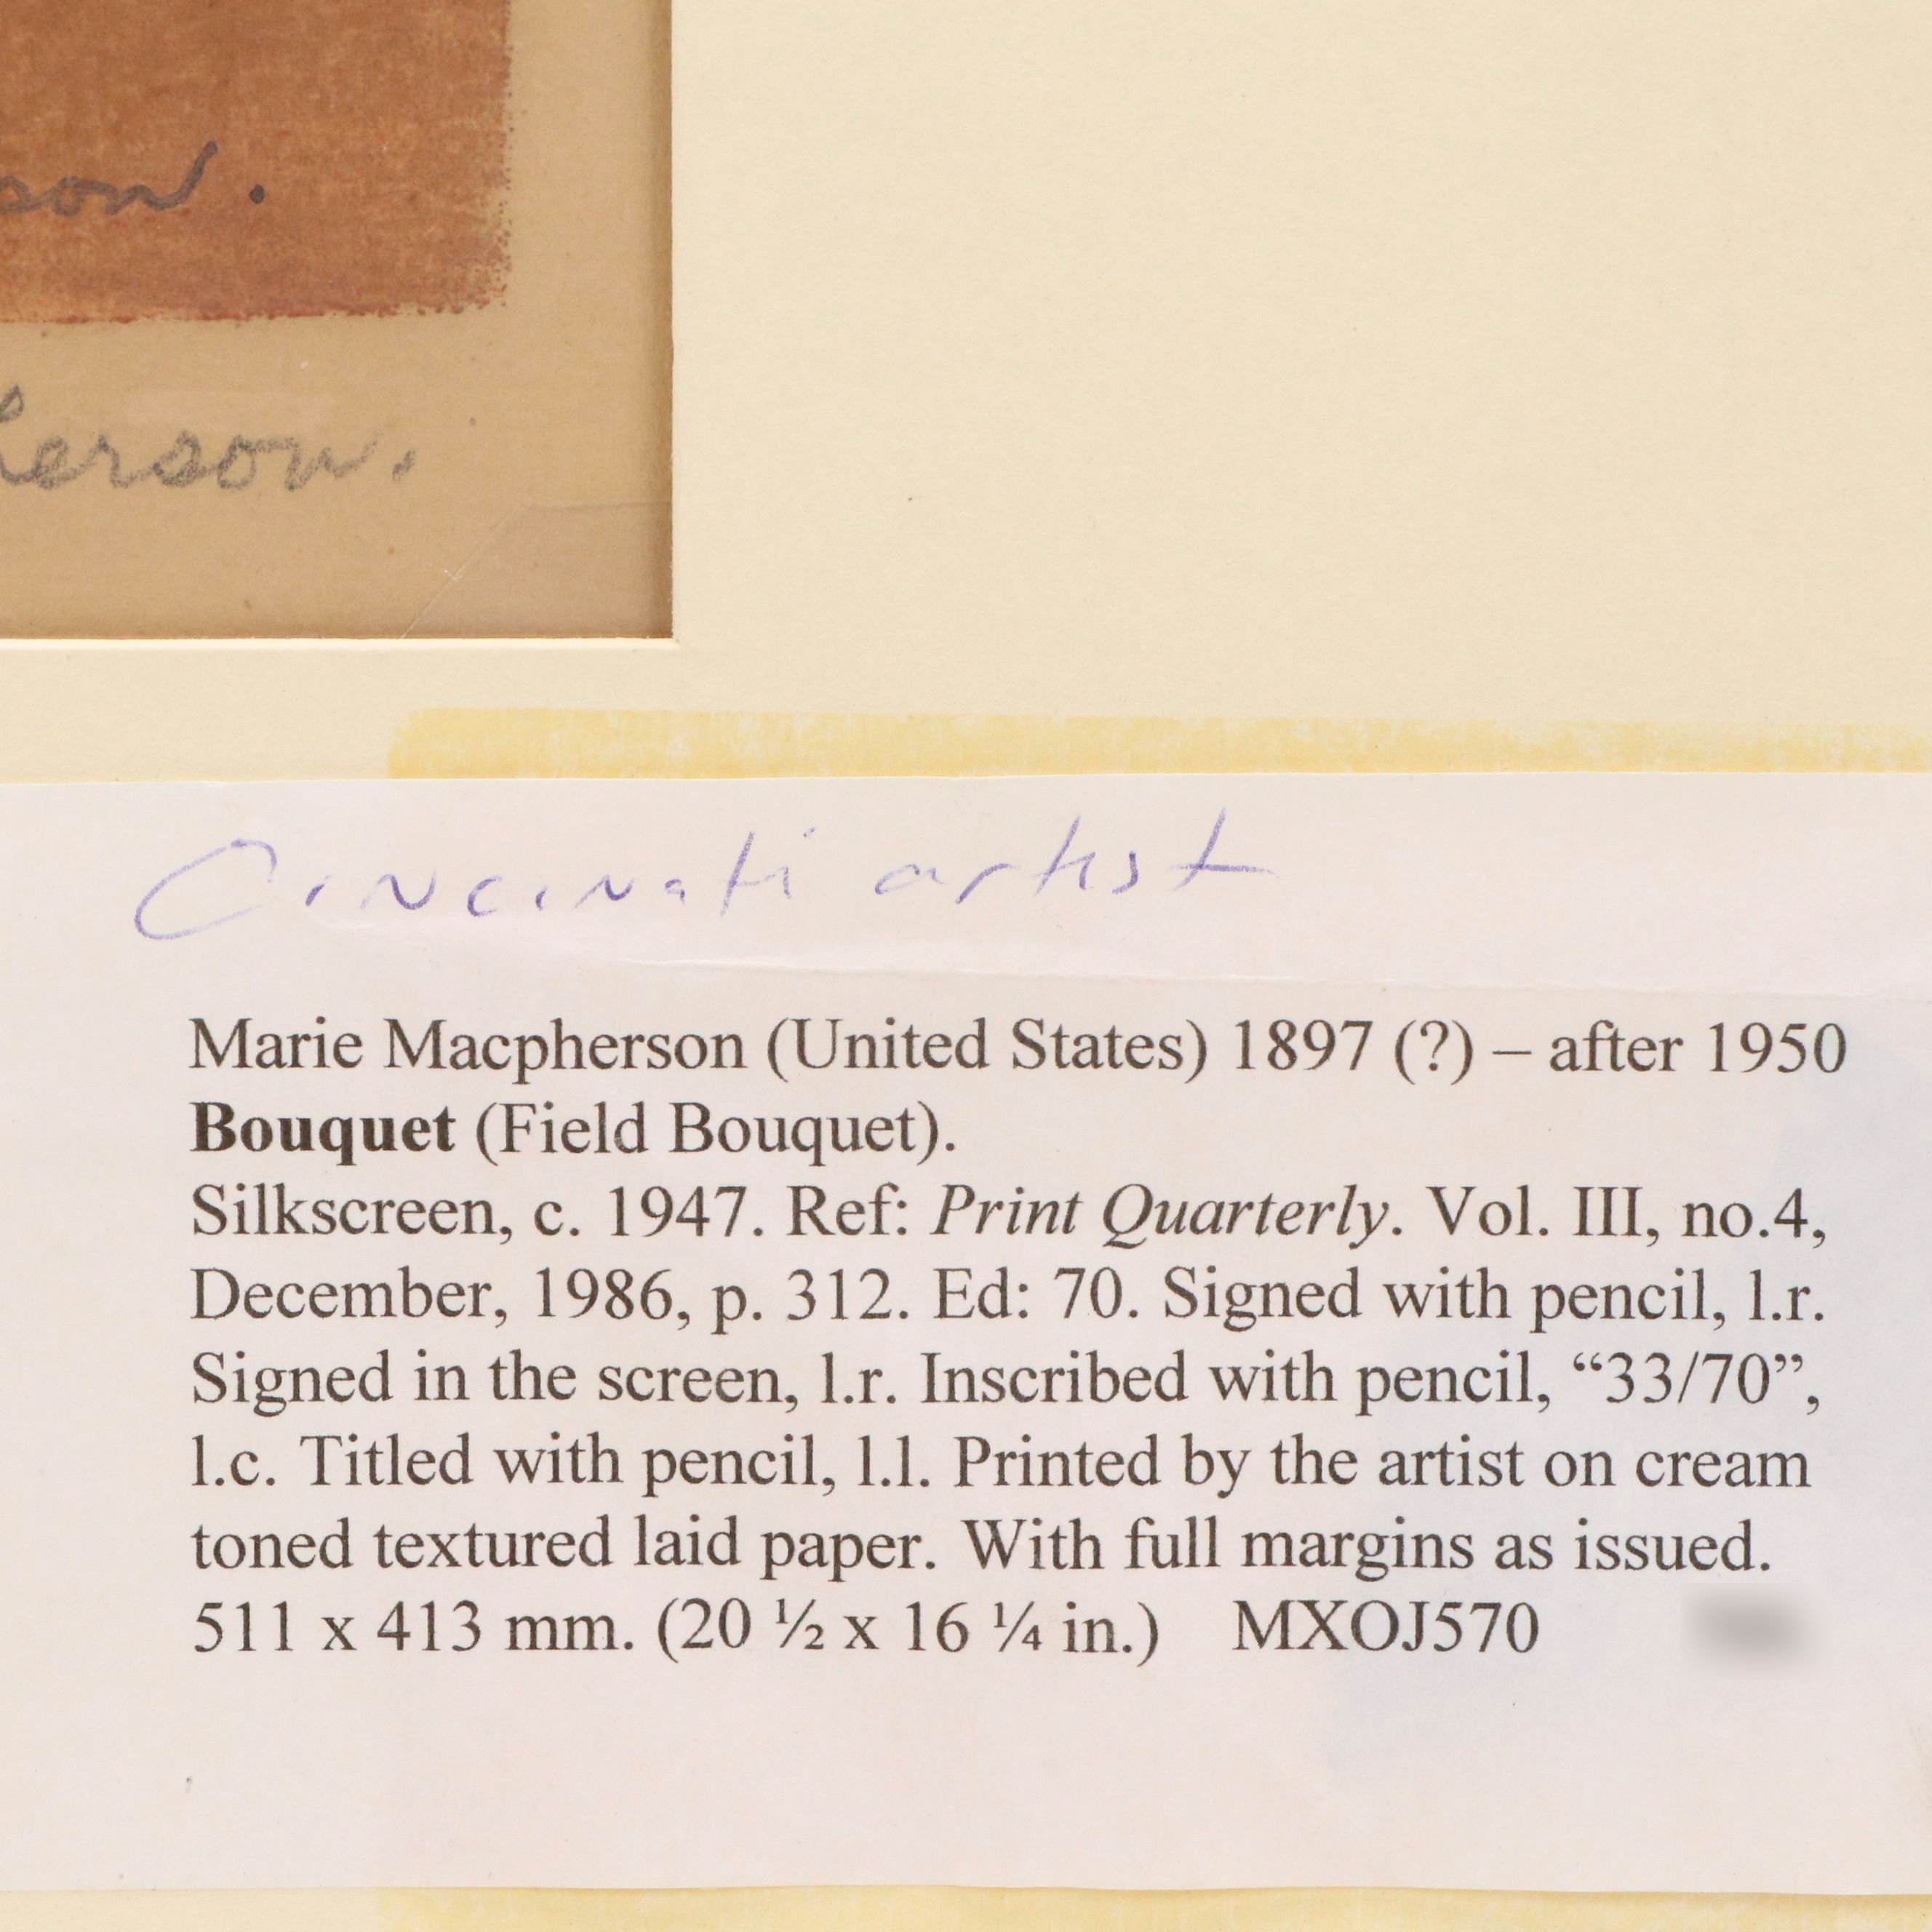 son.
herson.
Cincinati artist
Marie Macpherson (United States) 1897 (?) – after 1950
Bouquet (Field Bouquet).
Silkscreen, c. 1947. Ref: Print Quarterly. Vol. III, no.4,
December, 1986, p. 312. Ed: 70. Signed with pencil, l.r.
Signed in the screen, l.r. Inscribed with pencil, “33/70”,
l.c. Titled with pencil, l.l. Printed by the artist on cream
toned textured laid paper. With full margins as issued.
511 x 413 mm. (20 ½ x 16 ¼ in.) MXOJ570